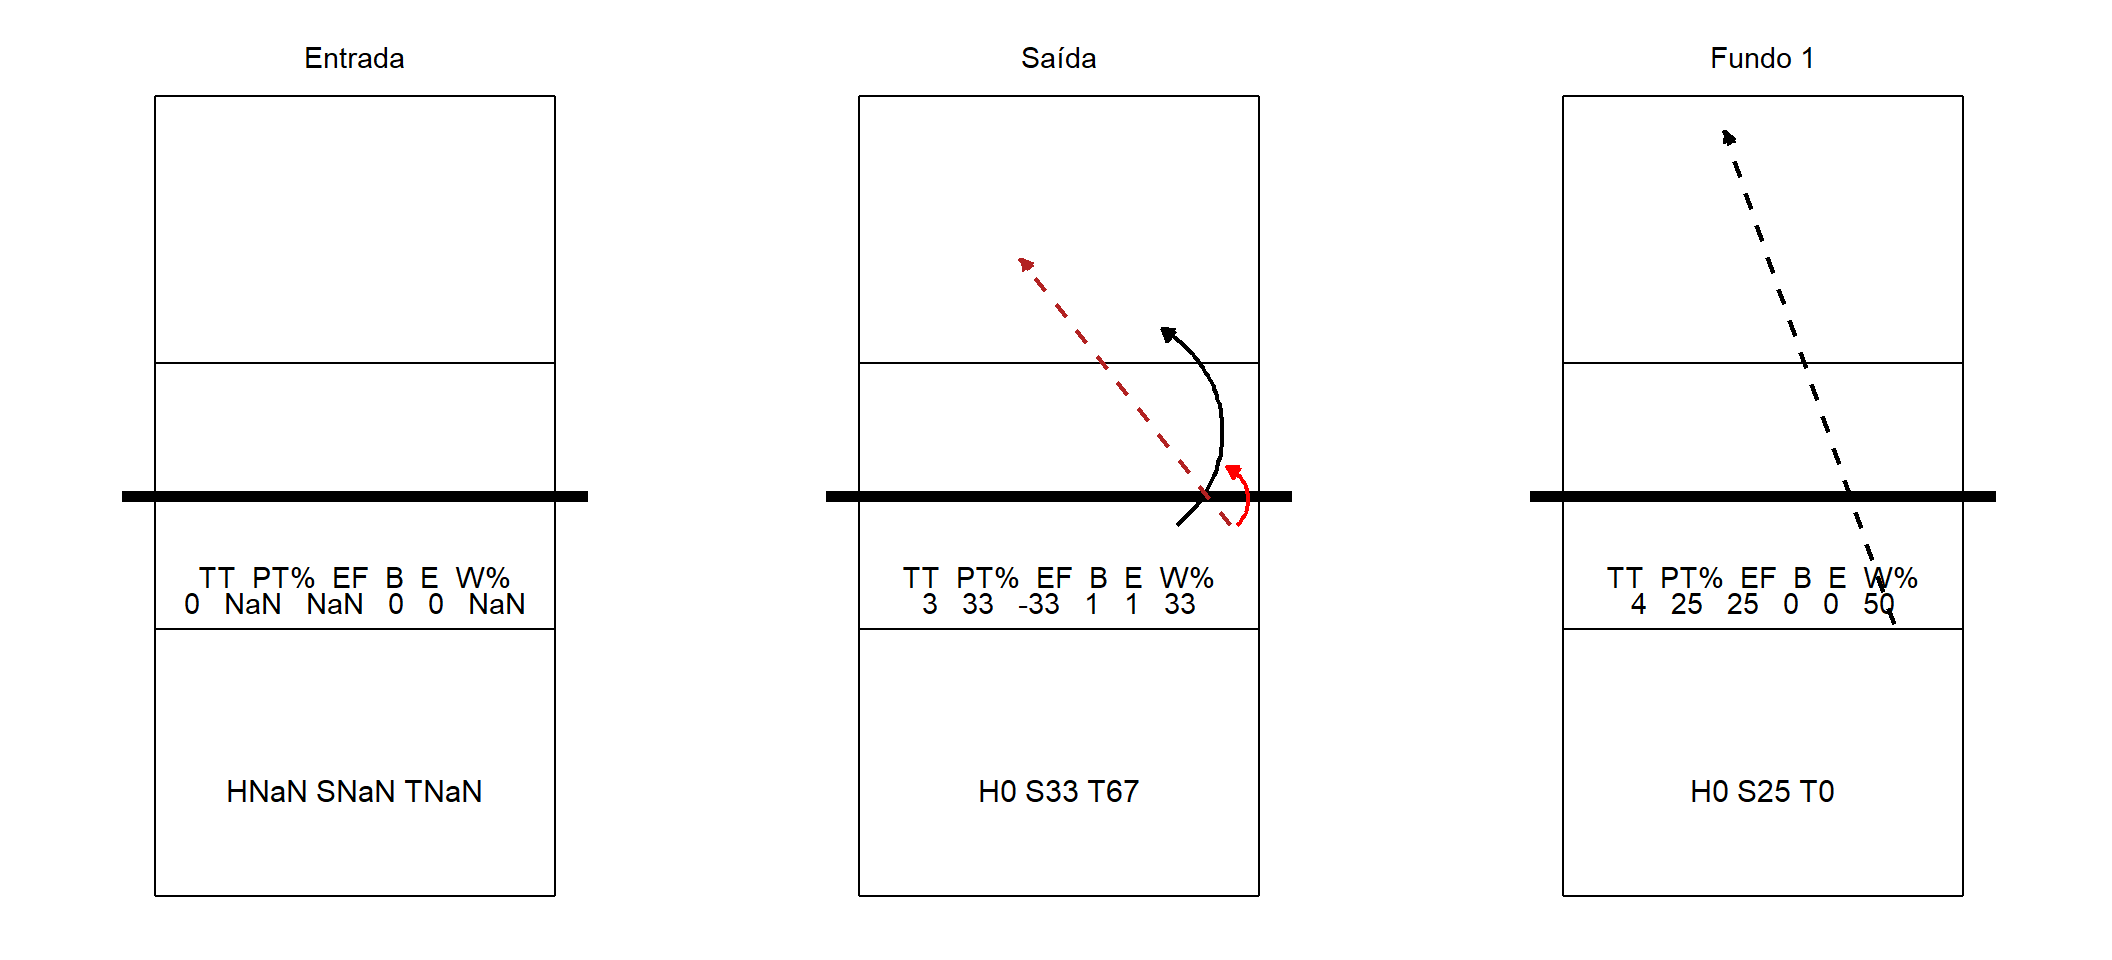 Entrada
TT PT% EF B E W%
0 NaN NaN 0 0 NaN
HNaN SNaN TNaN
Saída
TT PT% EF B E W%
3 33 -33 1 1 33
H0 S33 T67
Fundo 1
TT PT% EF B E W%
4 25 25 0 0 50
H0 S25 T0